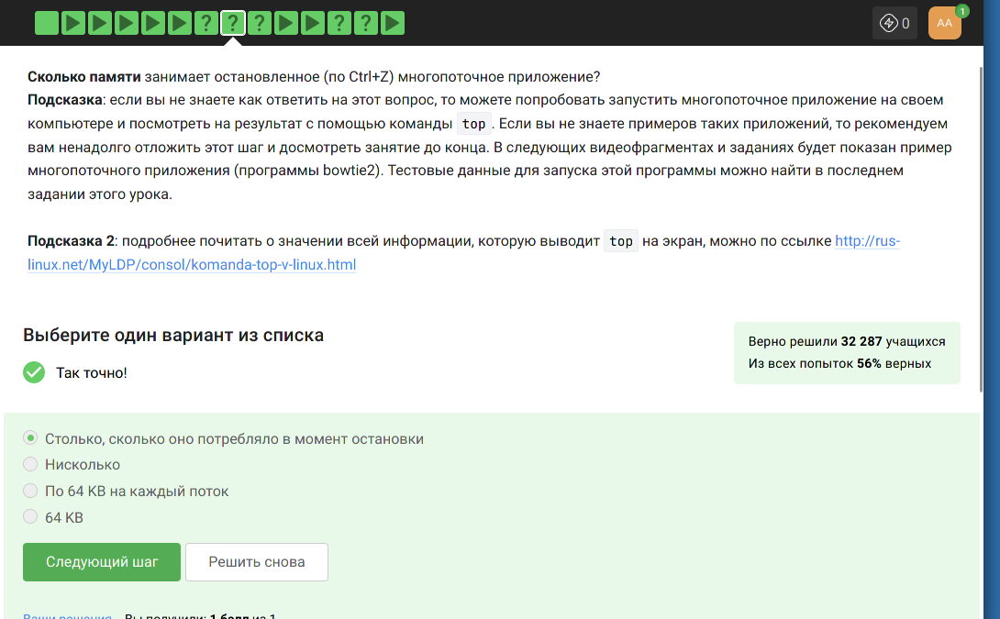 ? ? ? ? ?
0
AA
1
Сколько памяти занимает остановленное (по Ctrl+Z) многопоточное приложение?
Подсказка: если вы не знаете как ответить на этот вопрос, то можете попробовать запустить многопоточное приложение на своем
компьютере и посмотреть на результат с помощью команды top. Если вы не знаете примеров таких приложений, то рекомендуем
вам ненадолго отложить этот шаг и досмотреть занятие до конца. В следующих видеофрагментах и заданиях будет показан пример
многопоточного приложения (программы bowtie2). Тестовые данные для запуска этой программы можно найти в последнем
задании этого урока.
Подсказка 2: подробнее почитать о значении всей информации, которую выводит top на экран, можно по ссылке http://rus-
linux.net/MyLDP/consol/komanda-top-v-linux.html
Выберите один вариант из списка
Верно решили 32 287 учащихся
Из всех попыток 56% верных
Так точно!
Столько, сколько оно потребляло в момент остановки
Нисколько
По 64 KB на каждый поток
64 KB
Следующий шаг
Решить снова
Ваши решения Вы получили: 1 балл из 1